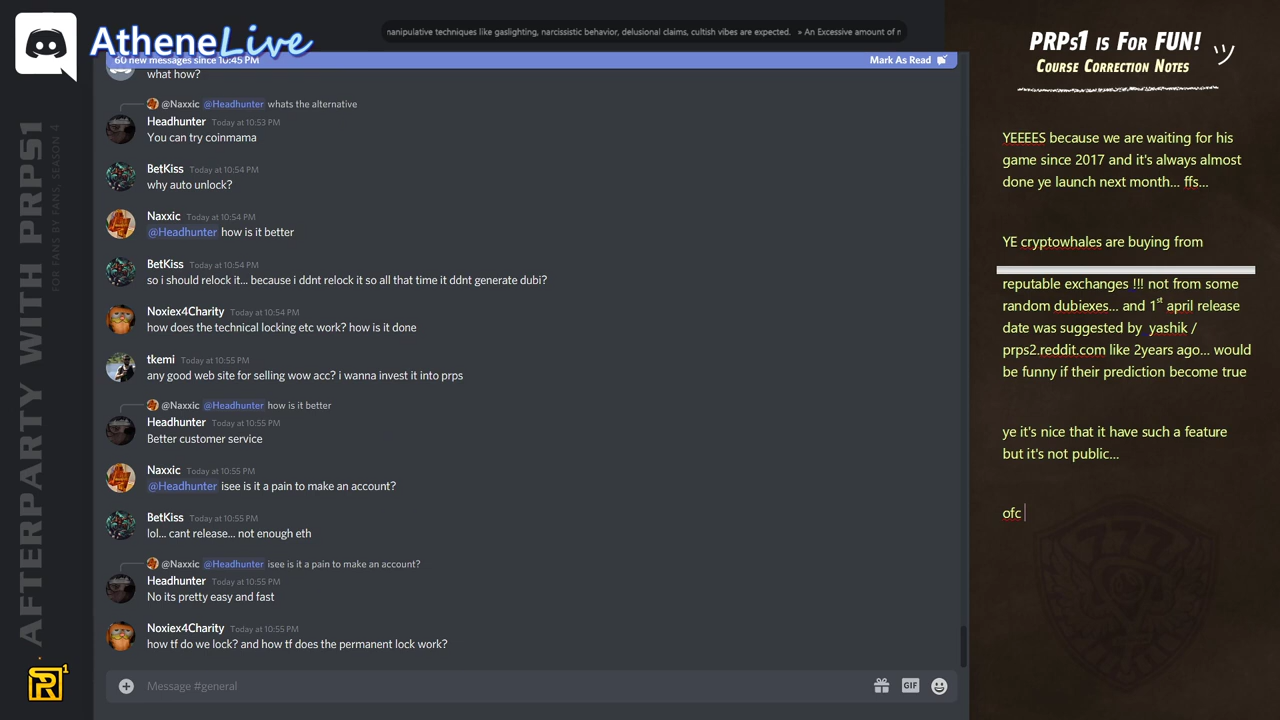 AtheneLive
manipulative techniques like gaslighting, narcissistic behavior, delusional claims, cultish vibes are expected. » An Excessive amount of
60 new messages since 10:45 PM
Mark As Read
what how?
@Naxxic @Headhunter whats the alternative
Headhunter Today at 10:53 PM
You can try coinmama
BetKiss Today at 10:54 PM
why auto unlock?
Naxxic Today at 10:54 PM
@Headhunter how is it better
BetKiss Today at 10:54 PM
so i should relock it... because i ddnt relock it so all that time it ddnt generate dubi?
Noxiex4Charity Today at 10:54 PM
how does the technical locking etc work? how is it done
tkemi Today at 10:55 PM
any good web site for selling wow acc? i wanna invest it into prps
@Naxxic @Headhunter how is it better
Headhunter Today at 10:55 PM
Better customer service
Naxxic Today at 10:55 PM
@Headhunter isee is it a pain to make an account?
BetKiss Today at 10:55 PM
lol... cant release... not enough eth
@Naxxic @Headhunter isee is it a pain to make an account?
Headhunter Today at 10:55 PM
No its pretty easy and fast
Noxiex4Charity Today at 10:55 PM
how tf do we lock? and how tf does the permanent lock work?
Message #general
GIF
AFTERPARTY WITH PRPS1
FOR FANS BY FANS, SEASON 4
R1
PRPs1 is For FUN!
Course Correction Notes
ツ
YEEEES because we are waiting for his
game since 2017 and it's always almost
done ye launch next month... ffs...
YE cryptowhales are buying from
reputable exchanges !!! not from some
random dubiexes... and 1st april release
date was suggested by yashik /
prps2.reddit.com like 2years ago... would
be funny if their prediction become true
ye it's nice that it have such a feature
but it's not public...
ofc